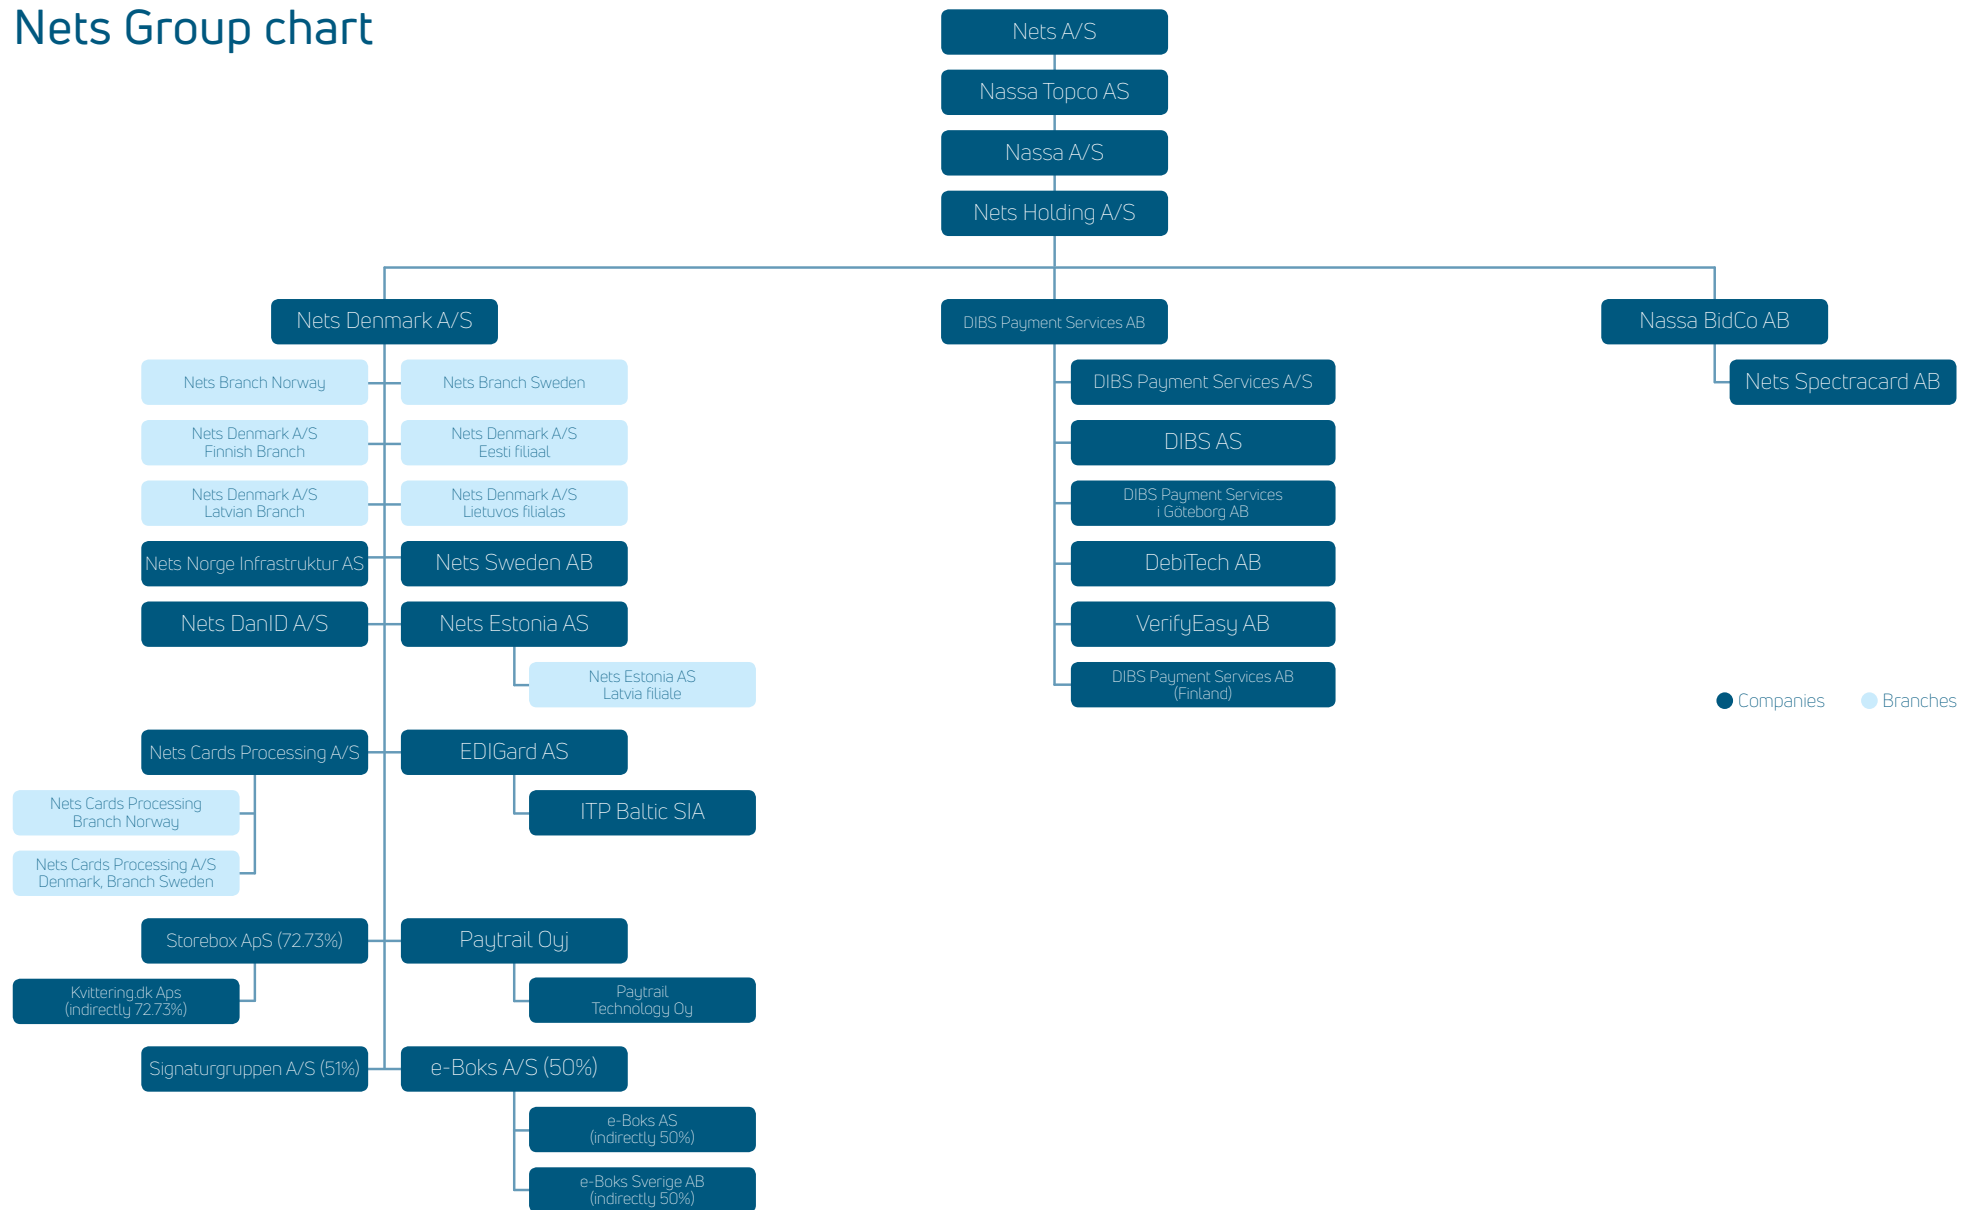 Nets Group chart
Nets A/S
Nassa Topco AS
Nassa A/S
Nets Holding A/S
Nets Denmark A/S
DIBS Payment Services AB
Nassa BidCo AB
Nets Branch Norway
Nets Branch Sweden
Nets Denmark A/S
Finnish Branch
Nets Denmark A/S
Eesti filiaal
Nets Denmark A/S
Latvian Branch
Nets Denmark A/S
Lietuvos filialas
Nets Norge Infrastruktur AS
Nets Sweden AB
Nets DanID A/S
Nets Estonia AS
Nets Estonia AS
Latvia filiale
Nets Cards Processing A/S
EDIGard AS
Nets Cards Processing
Branch Norway
ITP Baltic SIA
Nets Cards Processing A/S
Denmark, Branch Sweden
Storebox ApS (72.73%)
Paytrail Oyj
Kvittering.dk Aps
(indirectly 72.73%)
Paytrail
Technology Oy
Signaturgruppen A/S (51%)
e-Boks A/S (50%)
e-Boks AS
(indirectly 50%)
e-Boks Sverige AB
(indirectly 50%)
DIBS Payment Services A/S
DIBS AS
DIBS Payment Services
i Göteborg AB
DebiTech AB
VerifyEasy AB
DIBS Payment Services AB
(Finland)
Nets Spectracard AB
Companies
Branches